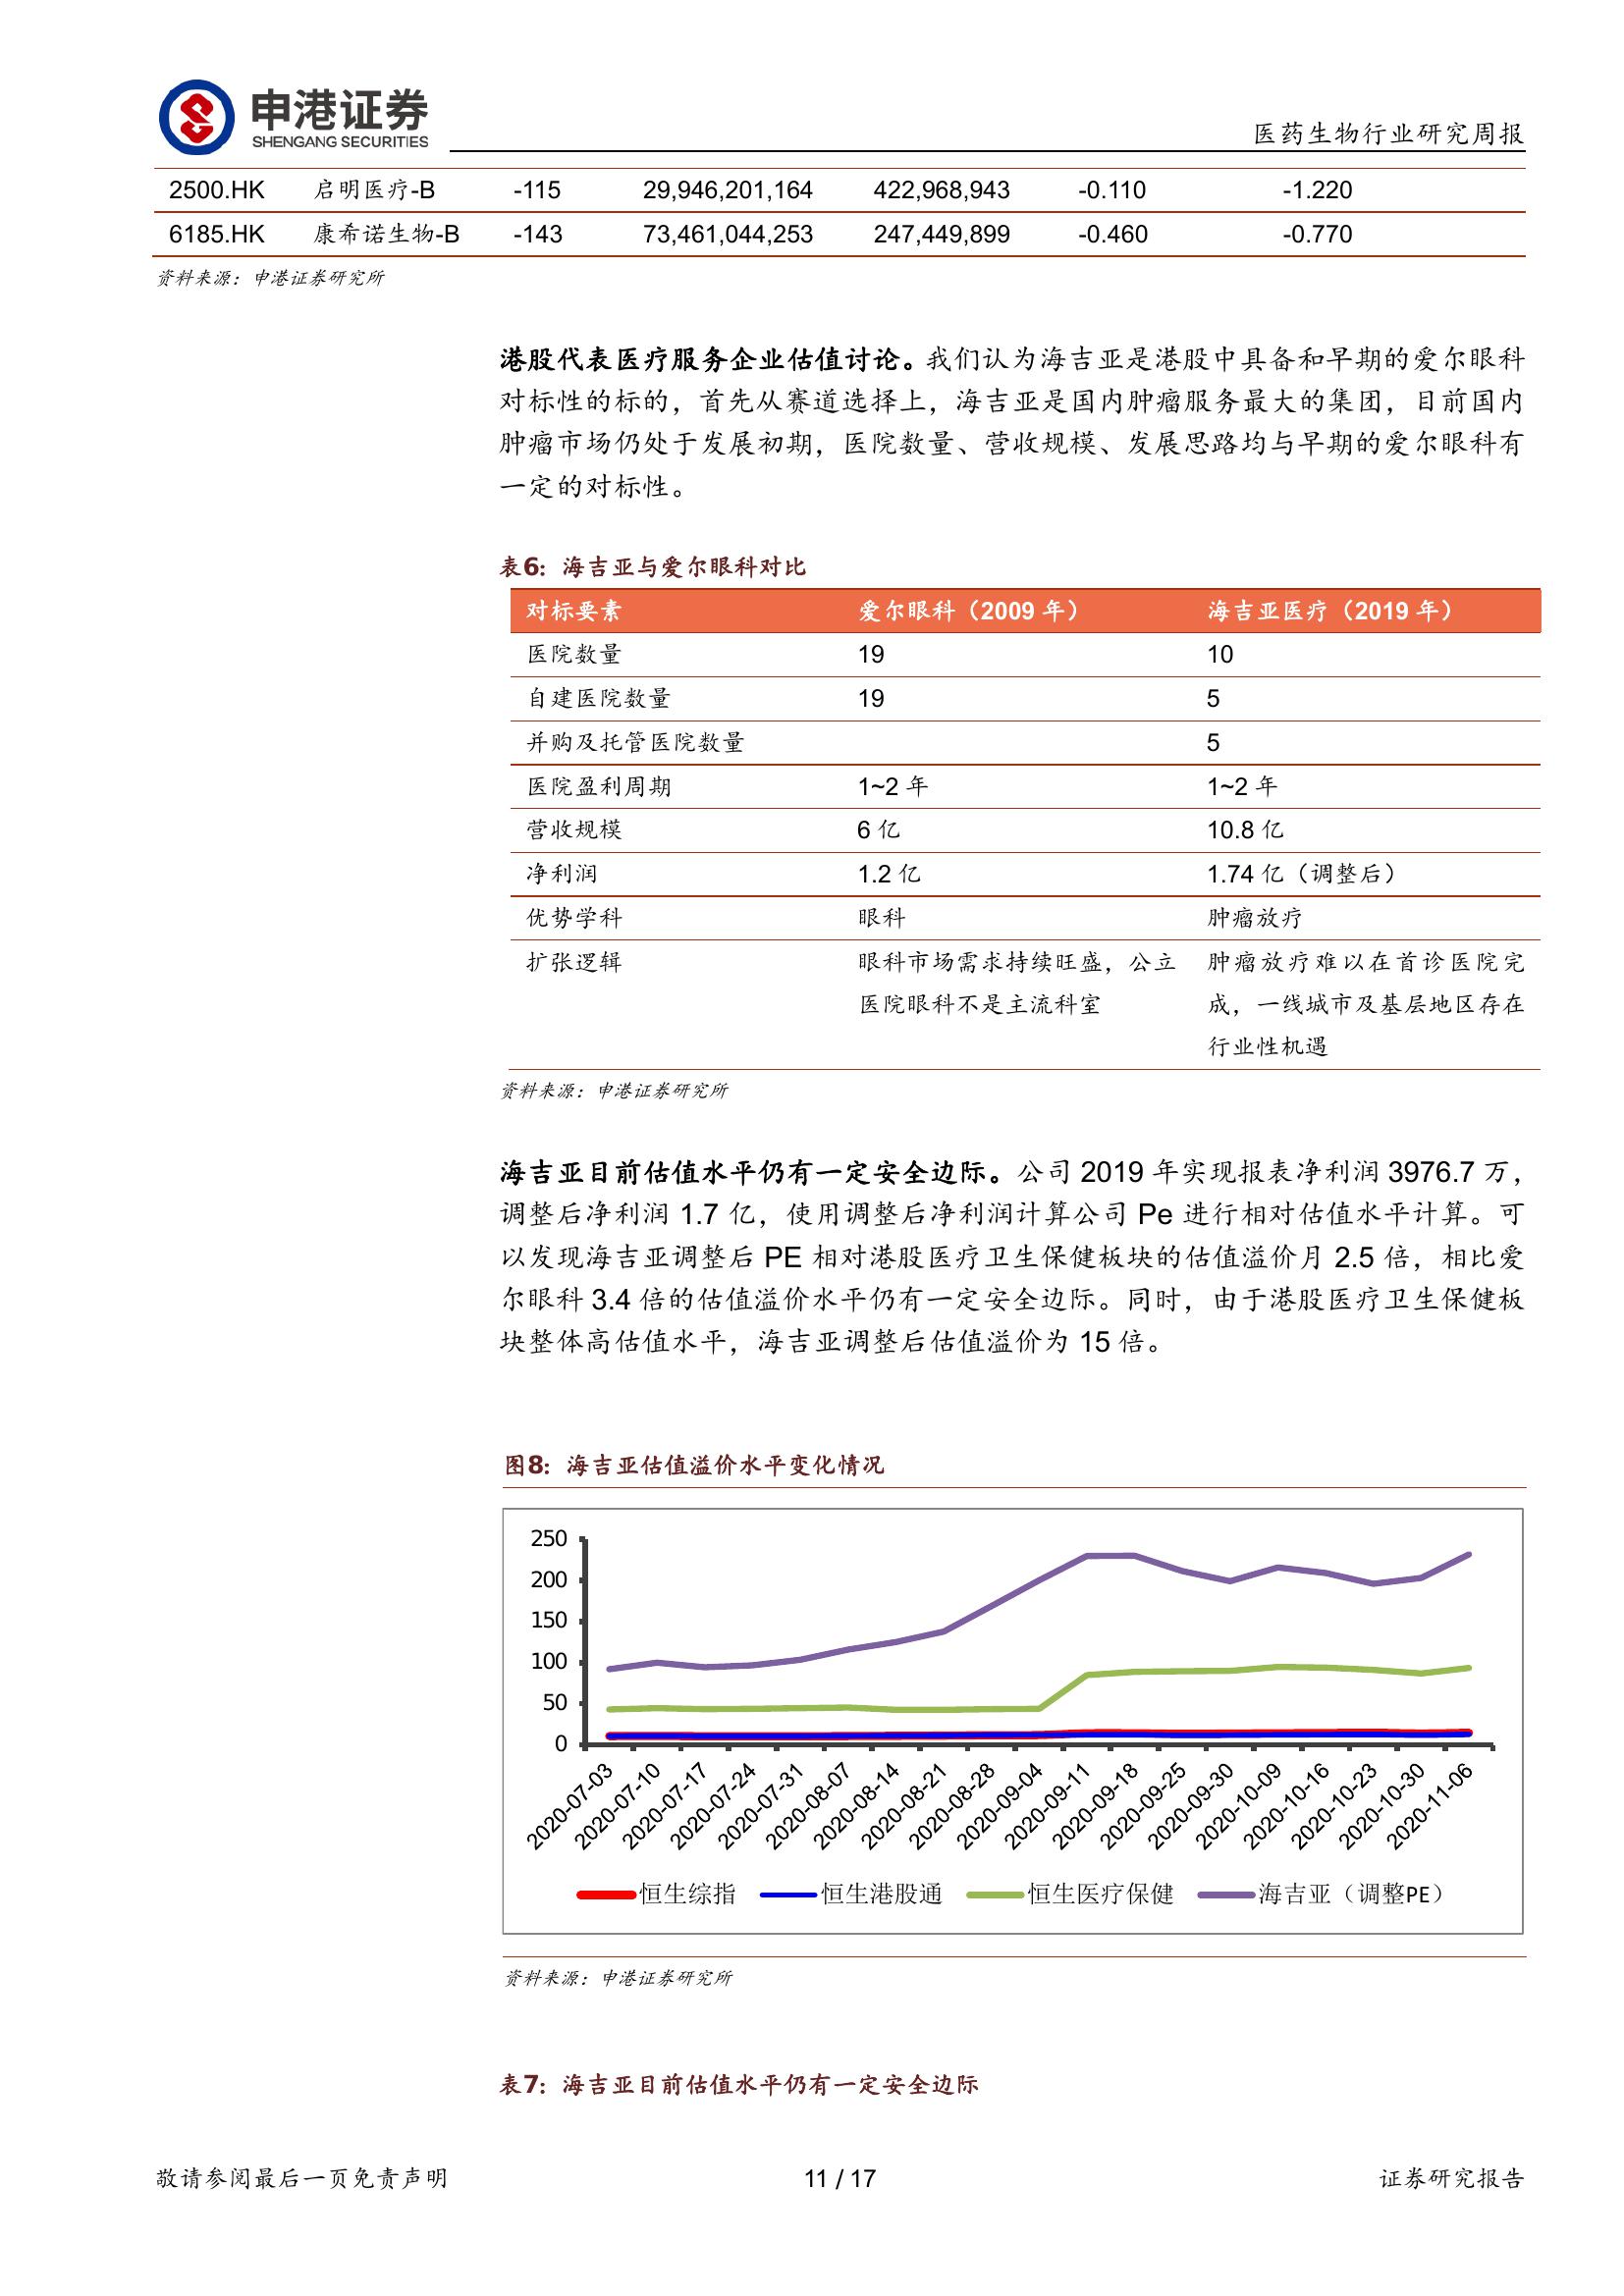 申港证券
SHENGANG SECURITIES
医药生物行业研究周报
2500.HK 启明医疗-B -115 29,946,201,164 422,968,943 -0.110 -1.220
6185.HK 康希诺生物-B -143 73,461,044,253 247,449,899 -0.460 -0.770
资料来源：申港证券研究所
港股代表医疗服务企业估值讨论。我们认为海吉亚是港股中具备和早期的爱尔眼科
对标性的标的，首先从赛道选择上，海吉亚是国内肿瘤服务最大的集团，目前国内
肿瘤市场仍处于发展初期，医院数量、营收规模、发展思路均与早期的爱尔眼科有
一定的对标性。
表6：海吉亚与爱尔眼科对比
对标要素 爱尔眼科（2009 年） 海吉亚医疗（2019 年）
医院数量 19 10
自建医院数量 19 5
并购及托管医院数量 5
医院盈利周期 1~2 年 1~2 年
营收规模 6 亿 10.8 亿
净利润 1.2 亿 1.74 亿（调整后）
优势学科 眼科 肿瘤放疗
扩张逻辑 眼科市场需求持续旺盛，公立 肿瘤放疗难以在首诊医院完
医院眼科不是主流科室 成，一线城市及基层地区存在
行业性机遇
资料来源：申港证券研究所
海吉亚目前估值水平仍有一定安全边际。公司 2019 年实现报表净利润 3976.7 万，
调整后净利润 1.7 亿，使用调整后净利润计算公司 Pe 进行相对估值水平计算。可
以发现海吉亚调整后 PE 相对港股医疗卫生保健板块的估值溢价月 2.5 倍，相比爱
尔眼科 3.4 倍的估值溢价水平仍有一定安全边际。同时，由于港股医疗卫生保健板
块整体高估值水平，海吉亚调整后估值溢价为 15 倍。
图8：海吉亚估值溢价水平变化情况
250
200
150
100
50
0
2020-07-03 2020-07-10 2020-07-17 2020-07-24 2020-07-31 2020-08-07 2020-08-14 2020-08-21 2020-08-28 2020-09-04 2020-09-11 2020-09-18 2020-09-25 2020-09-30 2020-10-09 2020-10-16 2020-10-23 2020-10-30 2020-11-06
恒生综指 恒生港股通 恒生医疗保健 海吉亚（调整PE）
资料来源：申港证券研究所
表7：海吉亚目前估值水平仍有一定安全边际
敬请参阅最后一页免责声明 11 / 17 证券研究报告